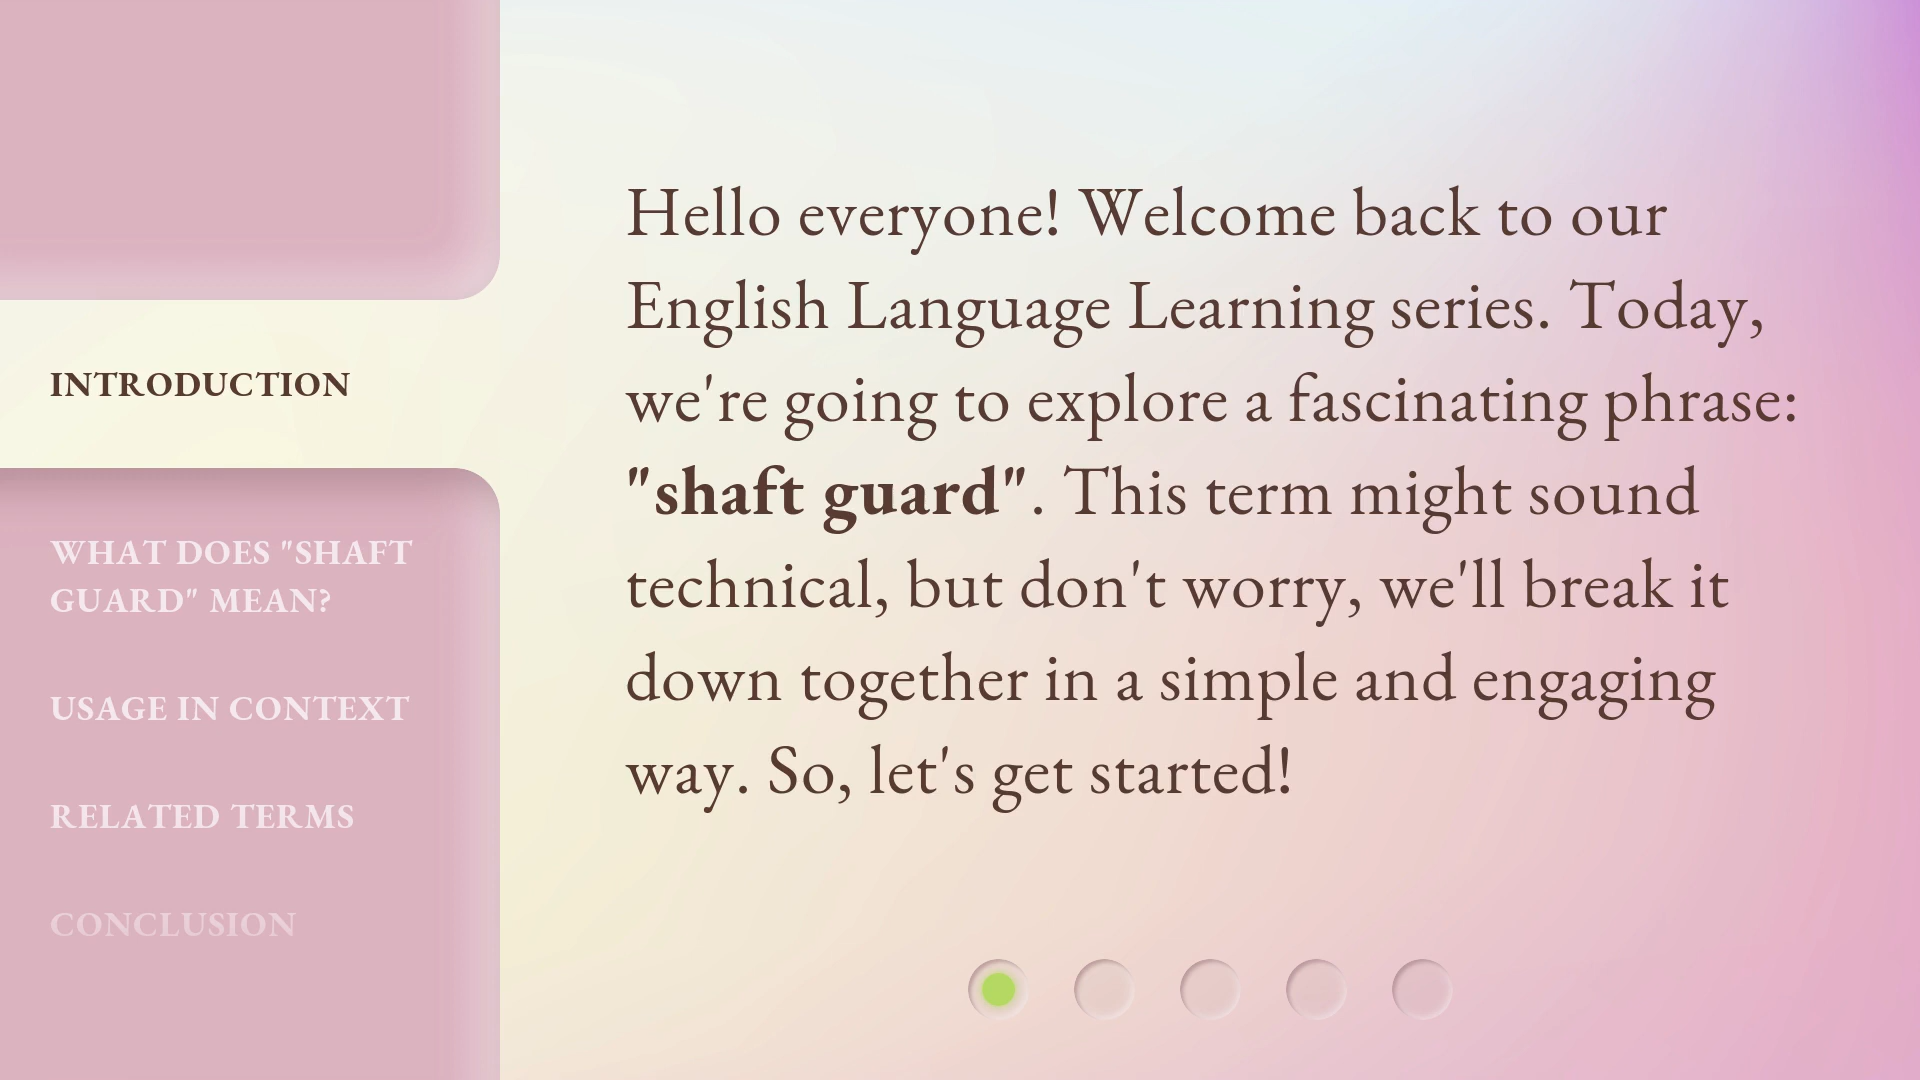 INTRODUCTION
WHAT DOES "SHAFT
GUARD" MEAN?
USAGE IN CONTEXT
RELATED TERMS
CONCLUSION
Hello everyone! Welcome back to our
English Language Learning series. Today,
we're going to explore a fascinating phrase:
"shaft guard". This term might sound
technical, but don't worry, we'll break it
down together in a simple and engaging
way. So, let's get started!